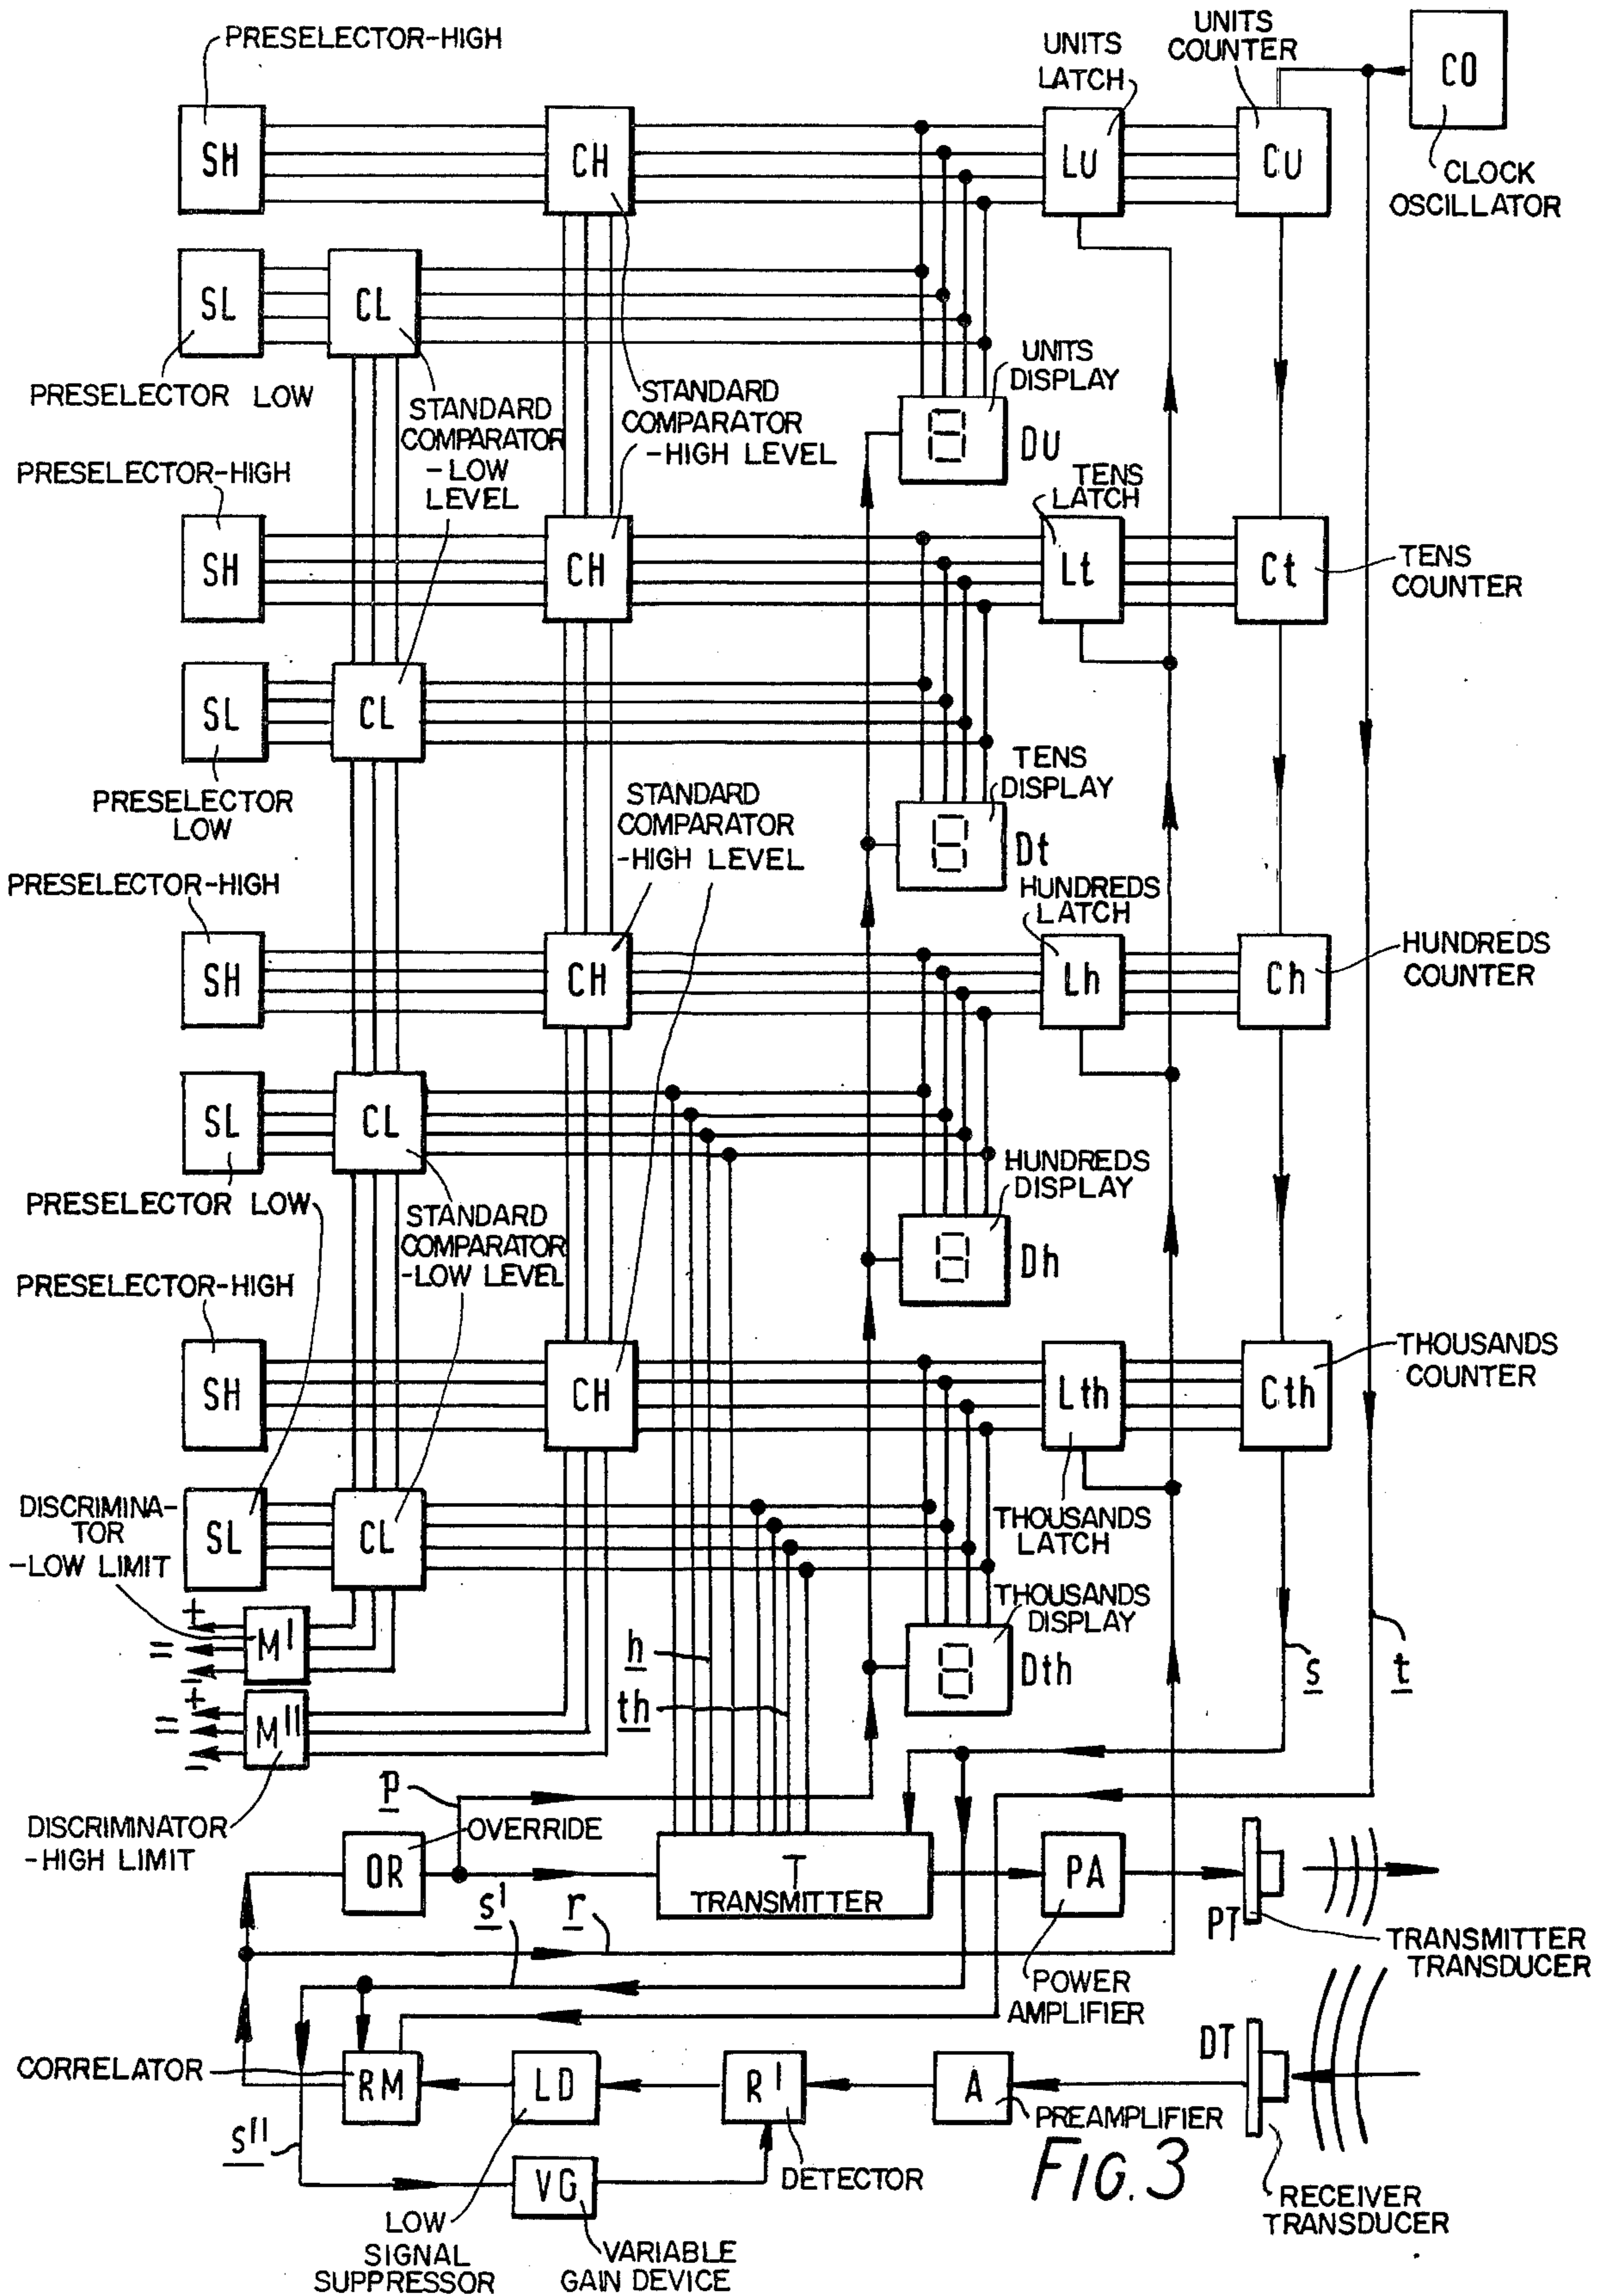 PRESELECTOR-HIGH
UNITS
LATCH
UNITS
COUNTER
CO
CLOCK
OSCILLATOR
SH
CH
LU
CU
SL
CL
PRESELECTOR LOW
STANDARD
COMPARATOR
-LOW
LEVEL
STANDARD
COMPARATOR
-HIGH LEVEL
UNITS
DISPLAY
8
DU
PRESELECTOR-HIGH
TENS
LATCH
SH
CH
Lt
Ct
TENS
COUNTER
SL
CL
PRESELECTOR
LOW
STANDARD
COMPARATOR
-HIGH LEVEL
TENS
DISPLAY
8
Dt
PRESELECTOR-HIGH
HUNDREDS
LATCH
SH
CH
Lh
Ch
HUNDREDS
COUNTER
SL
CL
PRESELECTOR LOW
STANDARD
COMPARATOR
-LOW LEVEL
HUNDREDS
DISPLAY
8
Dh
PRESELECTOR-HIGH
SH
CH
Lth
Cth
THOUSANDS
COUNTER
DISCRIMINA-
TOR
-LOW LIMIT
SL
CL
THOUSANDS
LATCH
THOUSANDS
DISPLAY
8
Dth
+
=
-
M'
h
th
s
t
+
=
-
M"
DISCRIMINATOR
-HIGH LIMIT
p
OVERRIDE
OR
T
TRANSMITTER
PA
PT
TRANSMITTER
TRANSDUCER
s'
r
POWER
AMPLIFIER
CORRELATOR
RM
LD
R'
A
PREAMPLIFIER
DT
s"
VG
DETECTOR
FIG. 3
RECEIVER
TRANSDUCER
LOW
SIGNAL
SUPPRESSOR
VARIABLE
GAIN DEVICE